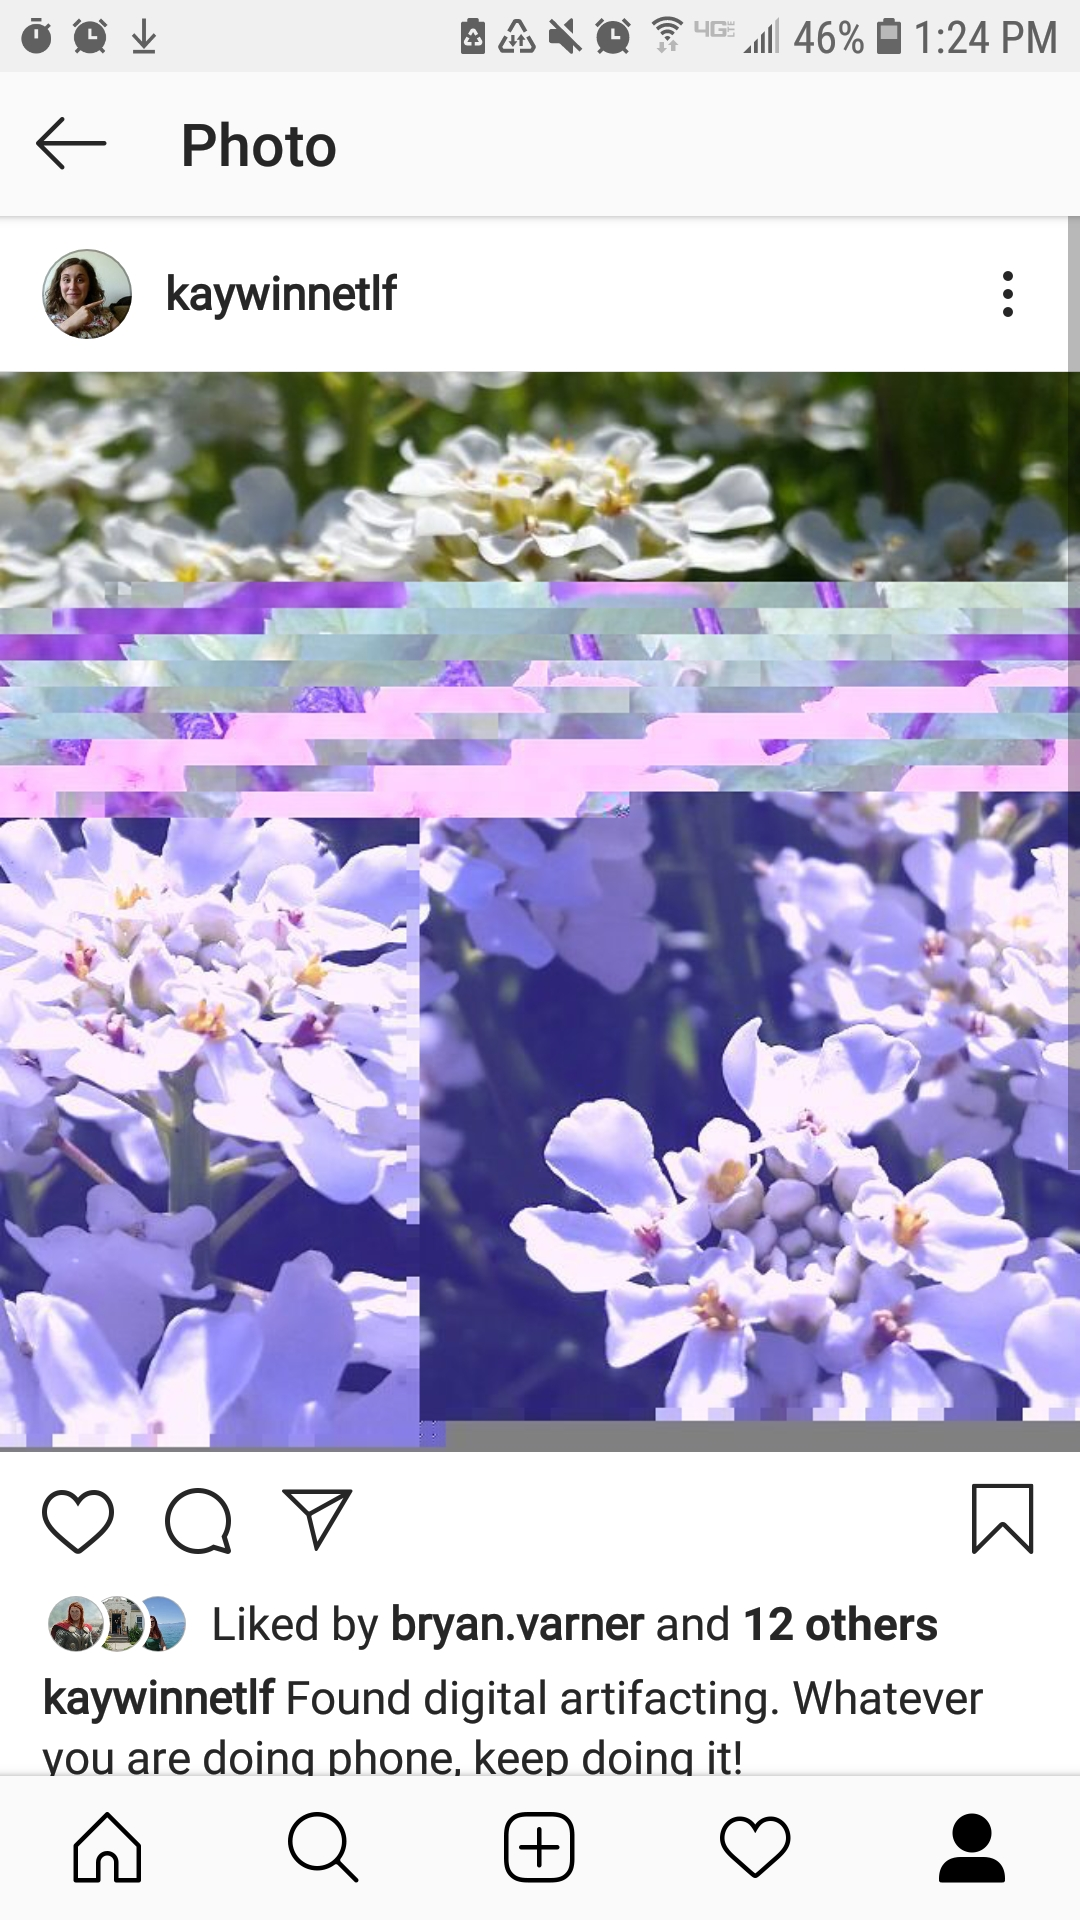 4GE 46% 1:24 PM
Photo
kaywinnetlf
Liked by bryan.varner and 12 others
kaywinnetlf Found digital artifacting. Whatever
you are doing phone, keep doing it!